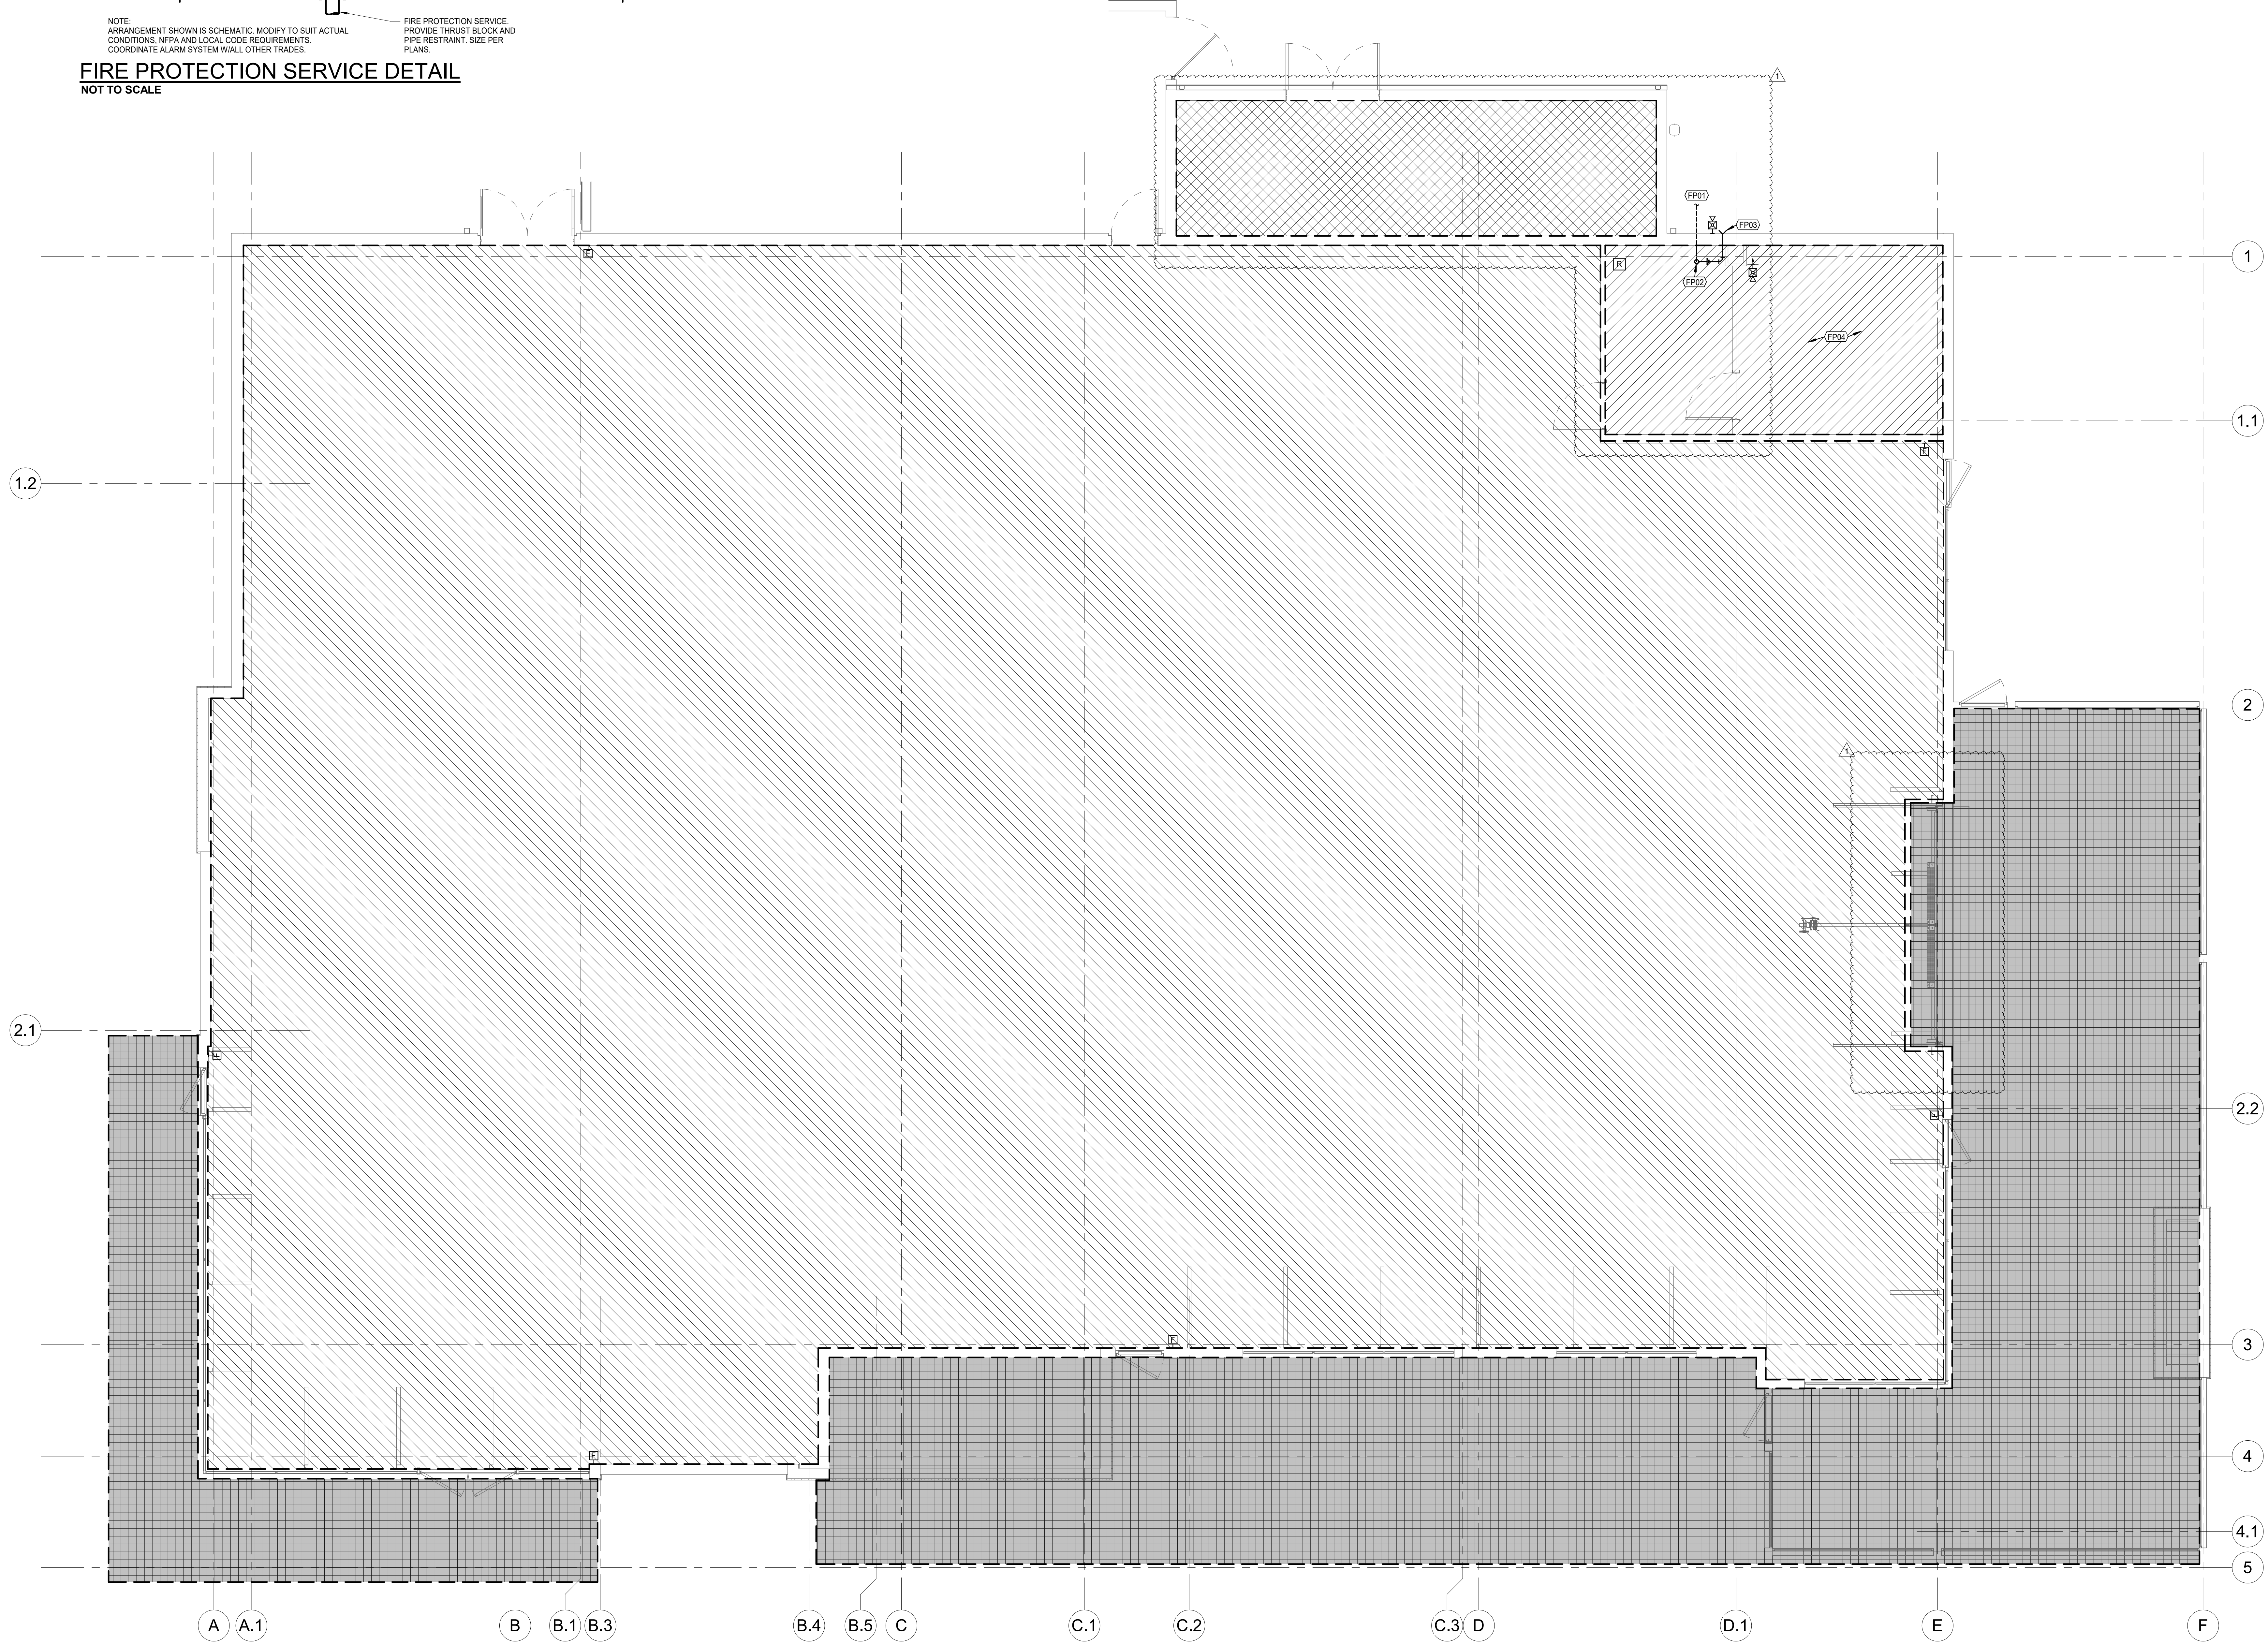 NOTE:
ARRANGEMENT SHOWN IS SCHEMATIC. MODIFY TO SUIT ACTUAL
CONDITIONS, NFPA AND LOCAL CODE REQUIREMENTS.
COORDINATE ALARM SYSTEM W/ALL OTHER TRADES.
FIRE PROTECTION SERVICE.
PROVIDE THRUST BLOCK AND
PIPE RESTRAINT. SIZE PER
PLANS.
FIRE PROTECTION SERVICE DETAIL
NOT TO SCALE
1
FP01
FP03
F
R
FP02
1
FP04
1.1
F
1.2
2
1
2.1
F
2.2
F
F
3
F
4
4.1
5
A
A.1
B
B.1
B.3
B.4
B.5
C
C.1
C.2
C.3
D
D.1
E
F